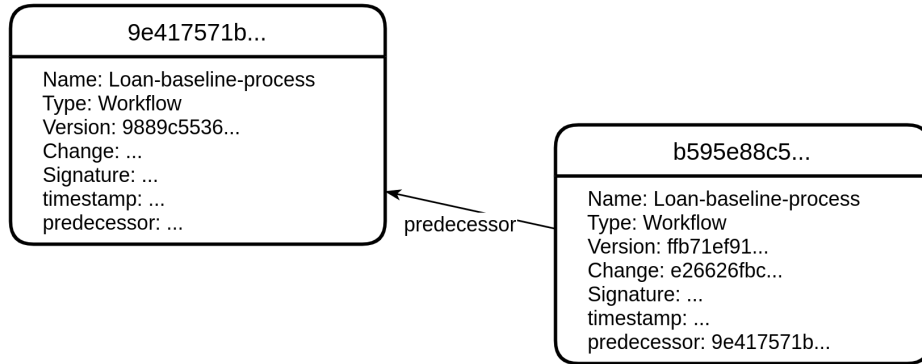 9e417571b...
Name: Loan-baseline-process
Type: Workflow
Version: 9889c5536...
Change: ...
Signature: ...
timestamp: ...
predecessor: ...
predecessor
b595e88c5...
Name: Loan-baseline-process
Type: Workflow
Version: ffb71ef91...
Change: e26626fbc...
Signature: ...
timestamp: ...
predecessor: 9e417571b...